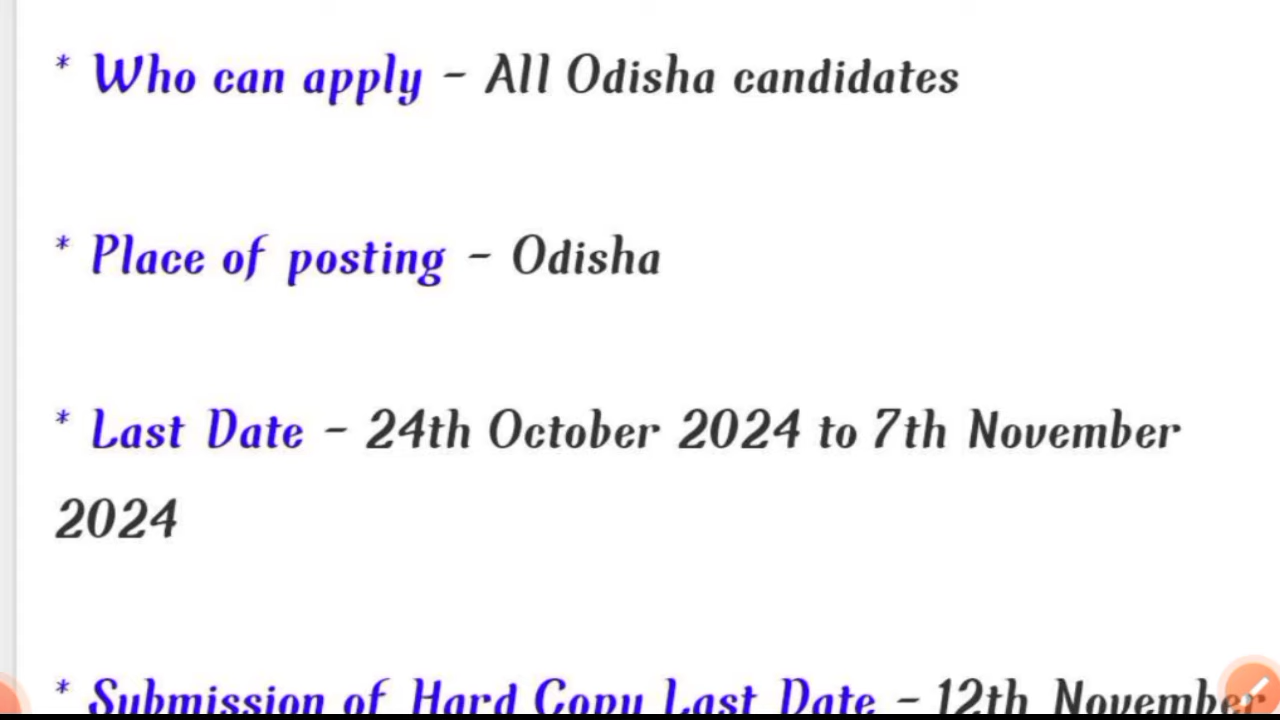 * Who can apply - All Odisha candidates
* Place of posting - Odisha
* Last Date - 24th October 2024 to 7th November
2024
* Submission of Hard Copy Last Date - 12th November